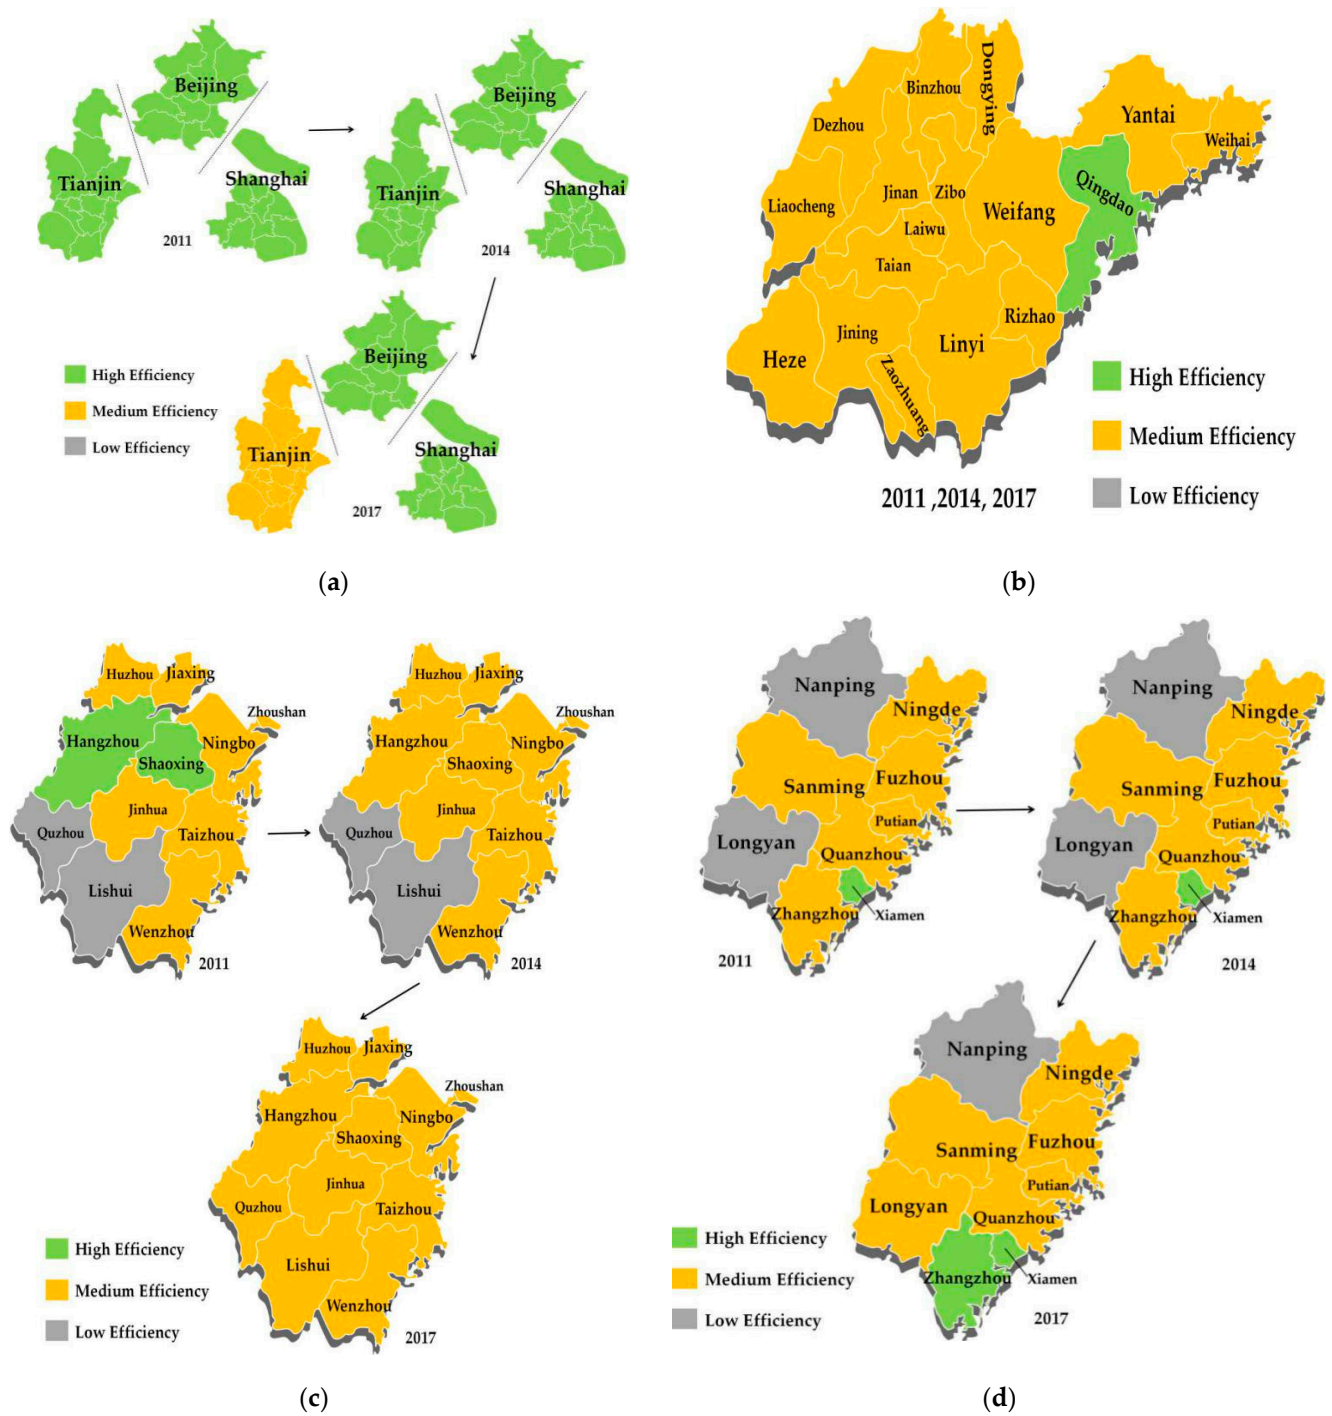 Beijing
Tianjin
Shanghai
2011
Beijing
Tianjin
Shanghai
2014
Beijing
Tianjin
Shanghai
2017
High Efficiency
Medium Efficiency
Low Efficiency
(a)
Binzhou
Dongying
Dezhou
Yantai
Weihai
Qingdao
Liaocheng
Jinan
Zibo
Weifang
Laiwu
Taian
Rizhao
Jining
Linyi
Heze
Zaozhuang
High Efficiency
Medium Efficiency
Low Efficiency
2011 ,2014, 2017
(b)
Huzhou
Jiaxing
Zhoushan
Hangzhou
Ningbo
Shaoxing
Jinhua
Quzhou
Taizhou
Lishui
Wenzhou
2011
Huzhou
Jiaxing
Zhoushan
Hangzhou
Ningbo
Shaoxing
Jinhua
Quzhou
Taizhou
Lishui
Wenzhou
2014
Huzhou
Jiaxing
Zhoushan
Hangzhou
Ningbo
Shaoxing
Jinhua
Quzhou
Taizhou
Lishui
Wenzhou
2017
High Efficiency
Medium Efficiency
Low Efficiency
(c)
Nanping
Ningde
Sanming
Fuzhou
Putian
Longyan
Quanzhou
Zhangzhou
Xiamen
2011
Nanping
Ningde
Sanming
Fuzhou
Putian
Longyan
Quanzhou
Zhangzhou
Xiamen
2014
Nanping
Ningde
Sanming
Fuzhou
Putian
Longyan
Quanzhou
Zhangzhou
Xiamen
2017
High Efficiency
Medium Efficiency
Low Efficiency
(d)